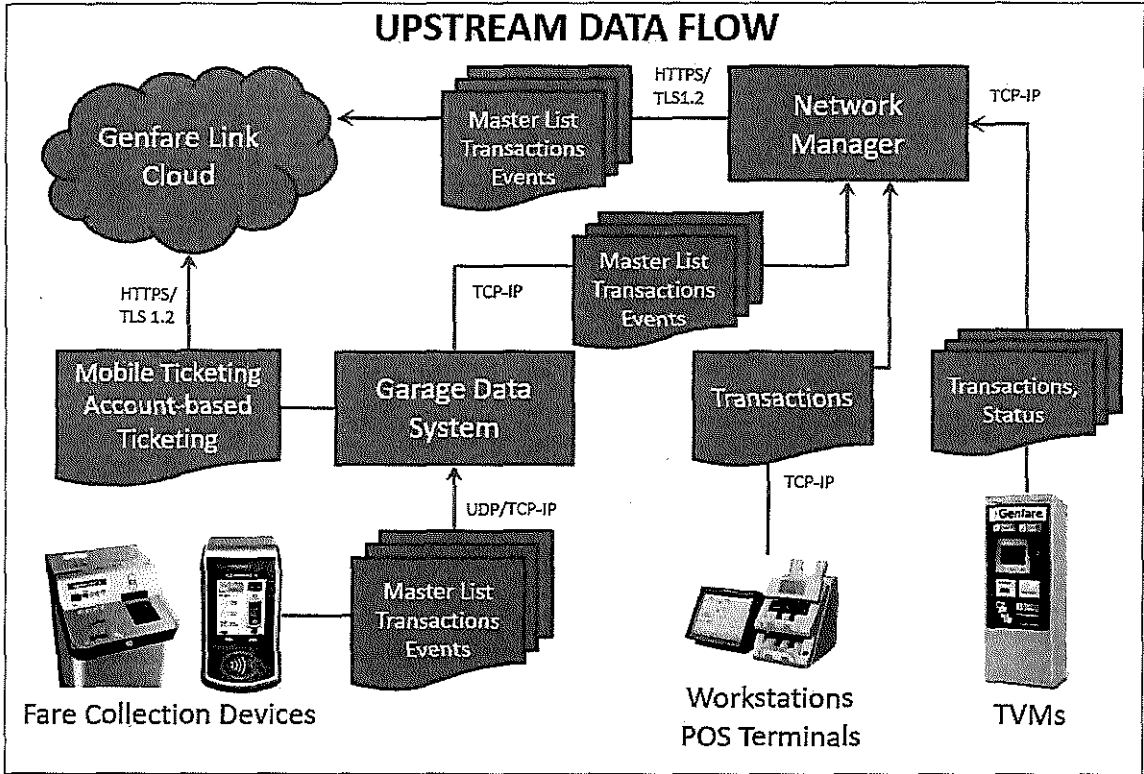 UPSTREAM DATA FLOW
Genfare Link
Cloud
Master List
Transactions
Events
HTTPS/
TLS1.2
Network
Manager
TCP-IP
HTTPS/
TLS 1.2
TCP-IP
Master List
Transactions
Events
Mobile Ticketing
Account-based
Ticketing
Garage Data
System
Transactions
Transactions,
Status
UDP/TCP-IP
TCP-IP
Master List
Transactions
Events
Genfare
Fare Collection Devices
Workstations
POS Terminals
TVMs